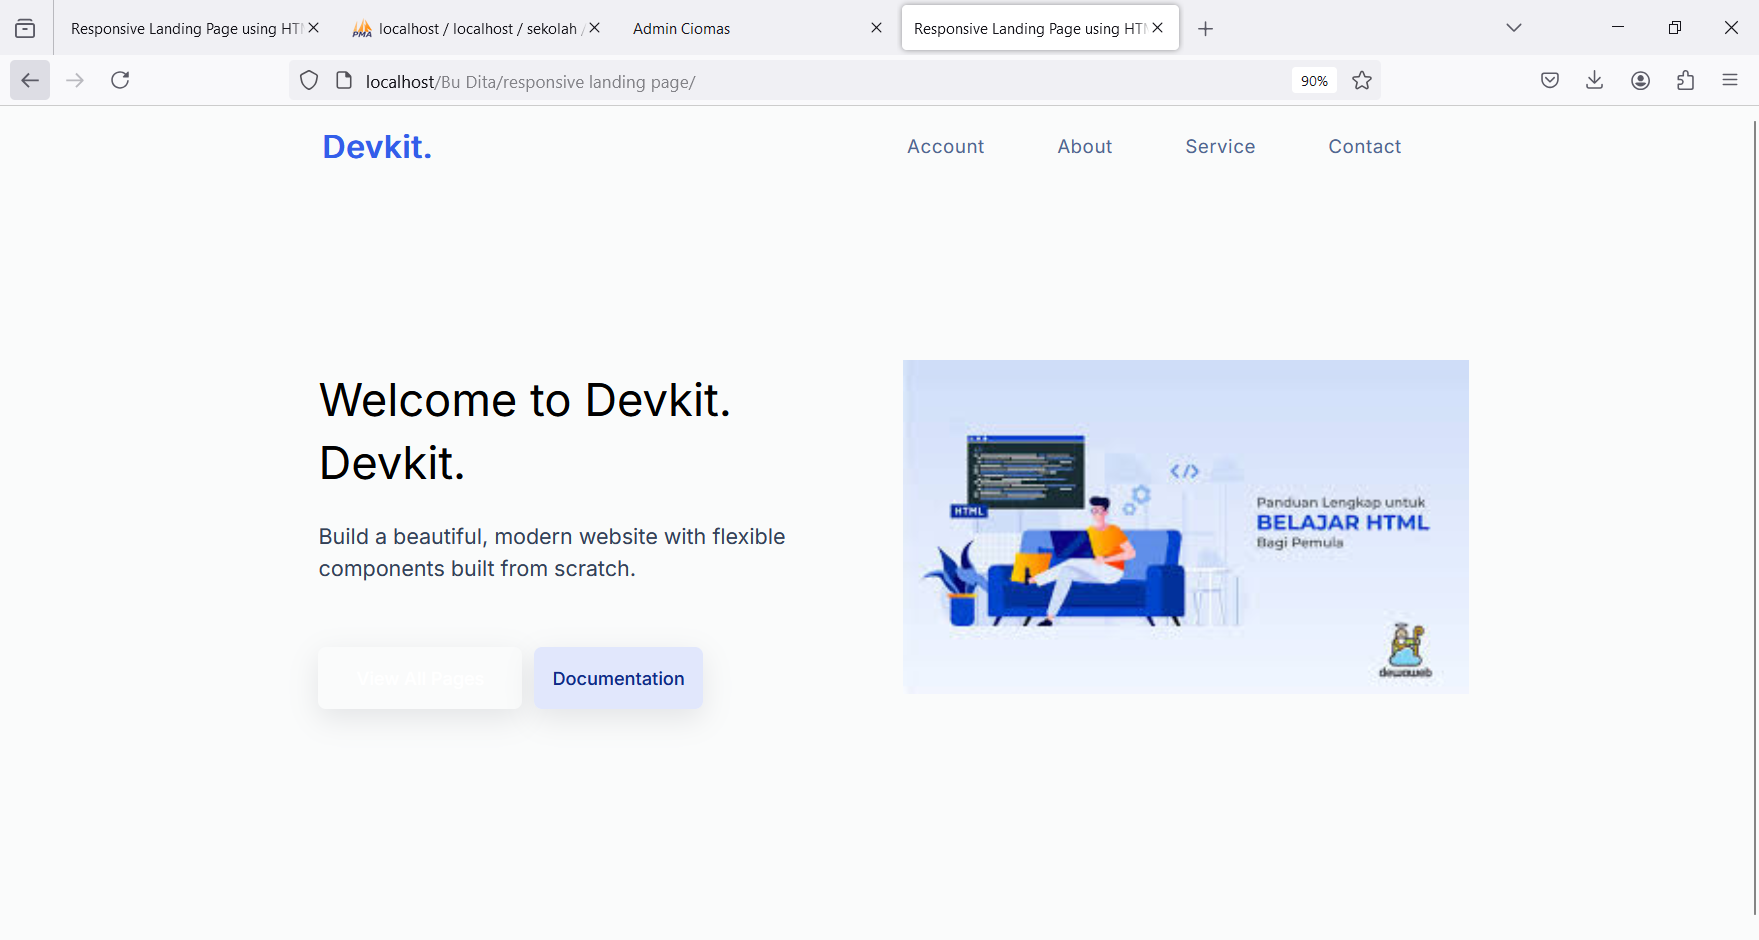 Responsive Landing Page using HT
localhost / localhost / sekolah /
Admin Ciomas
Responsive Landing Page using HT
localhost/Bu Dita/responsive landing page/
90%
Devkit.
Account
About
Service
Contact
Welcome to Devkit.
Devkit.
Build a beautiful, modern website with flexible
components built from scratch.
View All Pages
Documentation
HTML
</>
Panduan Lengkap untuk
BELAJAR HTML
Bagi Pemula
dewaweb